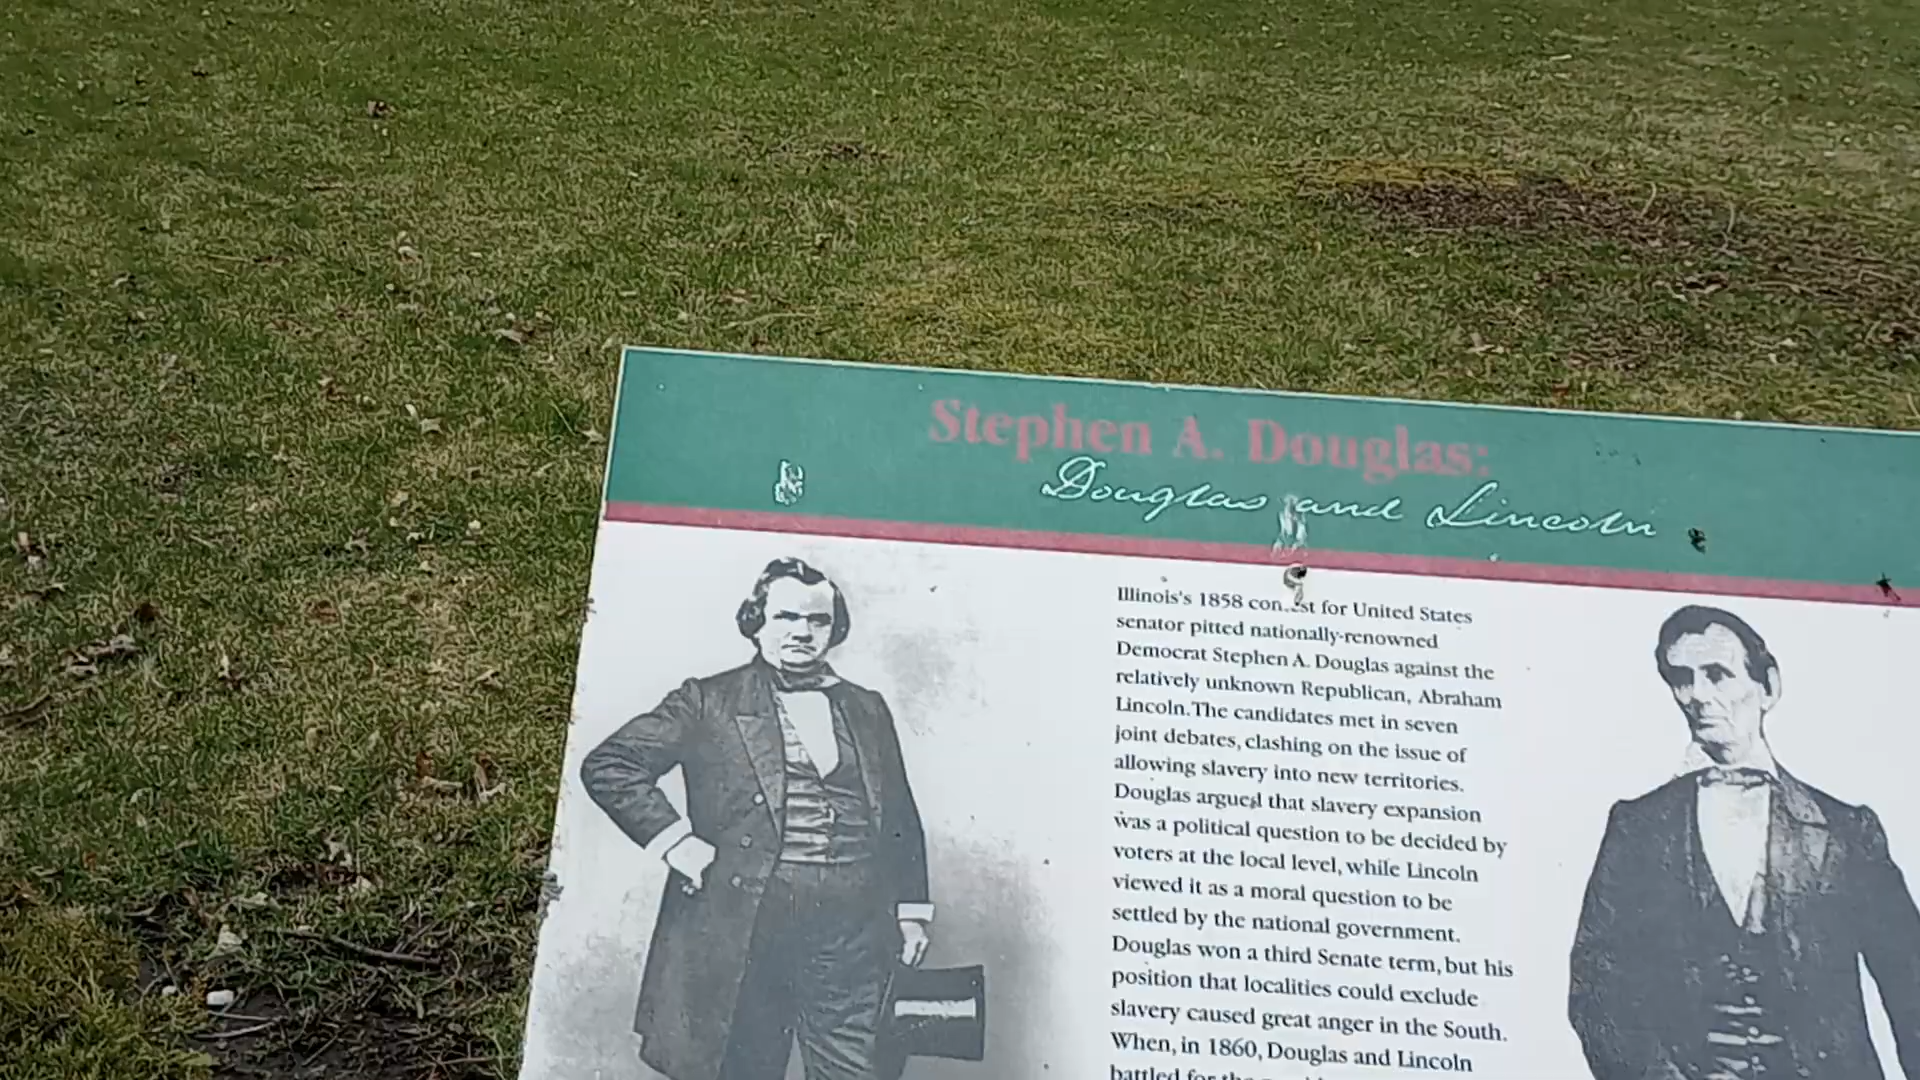 Stephen A. Douglas:
Douglas and Lincoln
Illinois's 1858 contest for United States
senator pitted nationally-renowned
Democrat Stephen A. Douglas against the
relatively unknown Republican, Abraham
Lincoln. The candidates met in seven
joint debates, clashing on the issue of
allowing slavery into new territories.
Douglas argued that slavery expansion
was a political question to be decided by
voters at the local level, while Lincoln
viewed it as a moral question to be
settled by the national government.
Douglas won a third Senate term, but his
position that localities could exclude
slavery caused great anger in the South.
When, in 1860, Douglas and Lincoln
battled for the